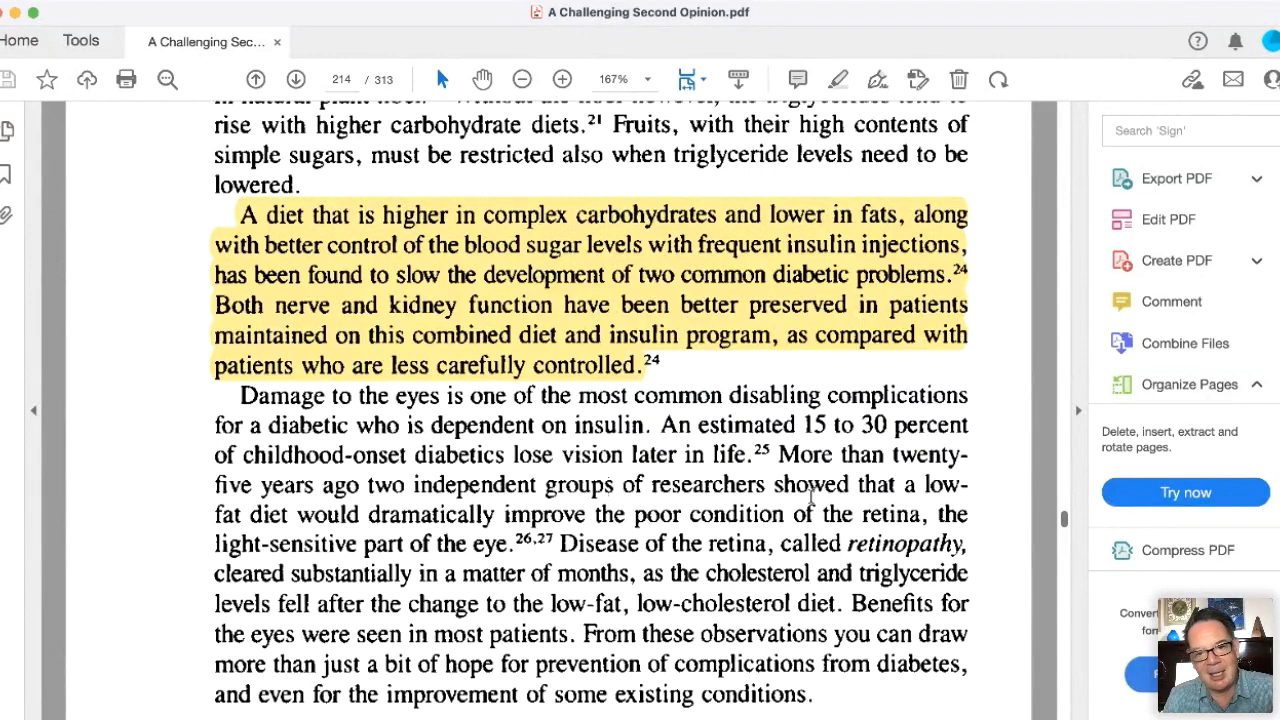 A Challenging Second Opinion.pdf
Home Tools A Challenging Sec... ×
214 / 313 167%
rise with higher carbohydrate diets.21 Fruits, with their high contents of
simple sugars, must be restricted also when triglyceride levels need to be
lowered.
A diet that is higher in complex carbohydrates and lower in fats, along
with better control of the blood sugar levels with frequent insulin injections,
has been found to slow the development of two common diabetic problems.24
Both nerve and kidney function have been better preserved in patients
maintained on this combined diet and insulin program, as compared with
patients who are less carefully controlled.24
Damage to the eyes is one of the most common disabling complications
for a diabetic who is dependent on insulin. An estimated 15 to 30 percent
of childhood-onset diabetics lose vision later in life.25 More than twenty-
five years ago two independent groups of researchers showed that a low-
fat diet would dramatically improve the poor condition of the retina, the
light-sensitive part of the eye.26,27 Disease of the retina, called retinopathy,
cleared substantially in a matter of months, as the cholesterol and triglyceride
levels fell after the change to the low-fat, low-cholesterol diet. Benefits for
the eyes were seen in most patients. From these observations you can draw
more than just a bit of hope for prevention of complications from diabetes,
and even for the improvement of some existing conditions.
Search 'Sign'
Export PDF
Edit PDF
Create PDF
Comment
Combine Files
Organize Pages
Delete, insert, extract and
rotate pages.
Try now
Compress PDF